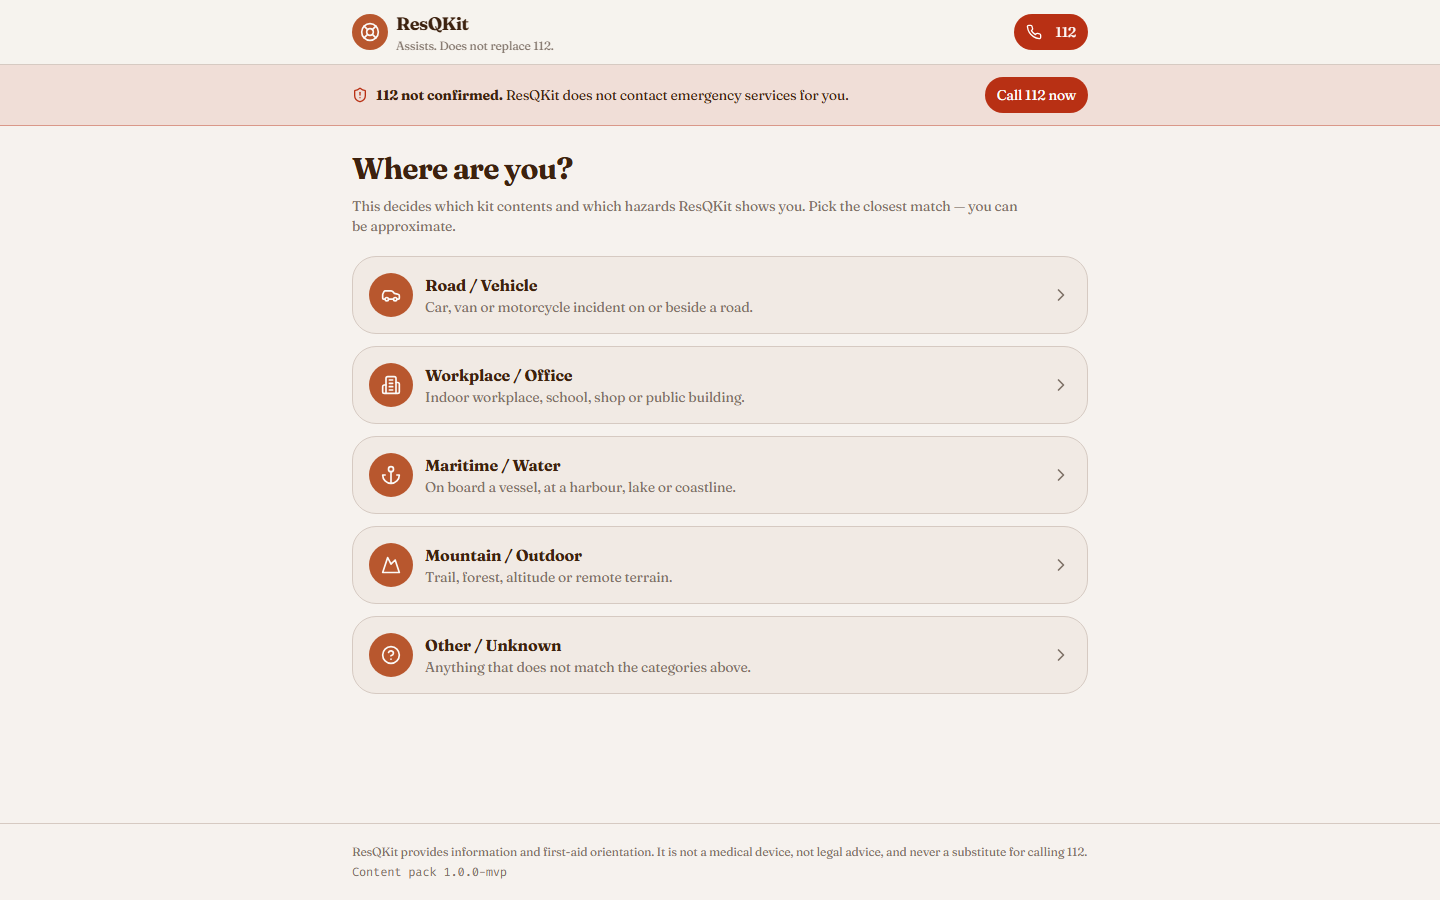 ResQKit
Assists. Does not replace 112.
112
112 not confirmed. ResQKit does not contact emergency services for you.
Call 112 now
Where are you?
This decides which kit contents and which hazards ResQKit shows you. Pick the closest match — you can
be approximate.
Road / Vehicle
Car, van or motorcycle incident on or beside a road.
Workplace / Office
Indoor workplace, school, shop or public building.
Maritime / Water
On board a vessel, at a harbour, lake or coastline.
Mountain / Outdoor
Trail, forest, altitude or remote terrain.
Other / Unknown
Anything that does not match the categories above.
ResQKit provides information and first-aid orientation. It is not a medical device, not legal advice, and never a substitute for calling 112.
Content pack 1.0.0-mvp